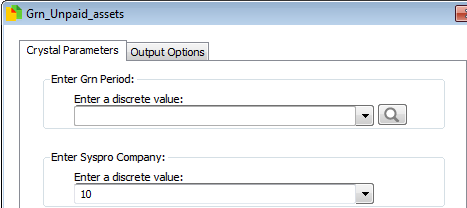 Grn_Unpaid_assets
Crystal Parameters
Output Options
Enter Grn Period:
Enter a discrete value:
Enter Syspro Company:
Enter a discrete value:
10